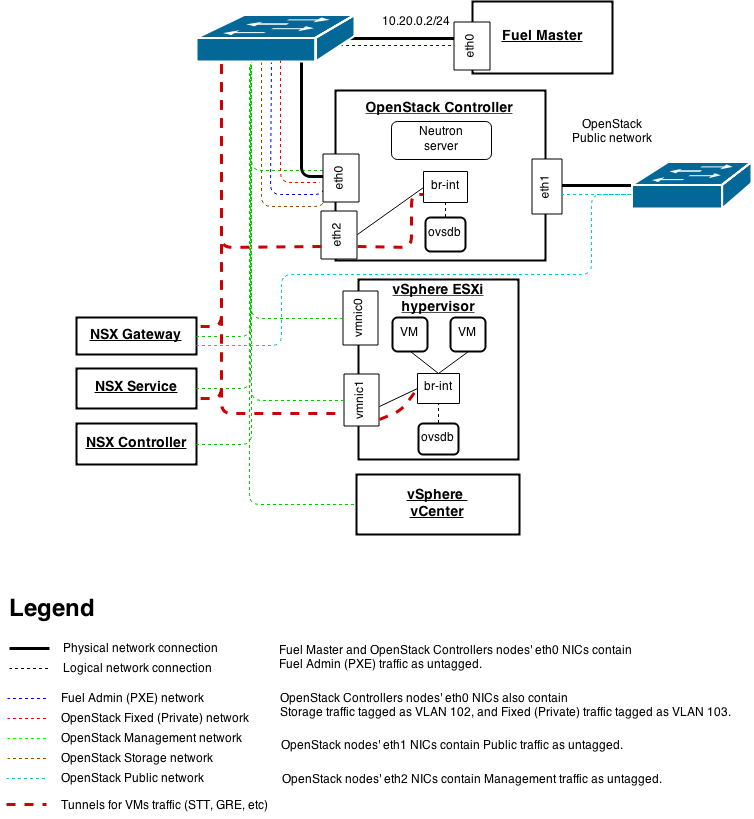 10.20.0.2/24
eth0
Fuel Master
OpenStack Controller
Neutron
server
OpenStack
Public network
eth0
br-int
eth1
eth2
ovsdb
vSphere ESXi
hypervisor
vmnic0
VM
VM
NSX Gateway
NSX Service
vmnic1
br-int
NSX Controller
ovsdb
vSphere
vCenter
Legend
Physical network connection
Logical network connection
Fuel Master and OpenStack Controllers nodes' eth0 NICs contain
Fuel Admin (PXE) traffic as untagged.
Fuel Admin (PXE) network
OpenStack Fixed (Private) network
OpenStack Management network
OpenStack Storage network
OpenStack Public network
Tunnels for VMs traffic (STT, GRE, etc)
OpenStack Controllers nodes' eth0 NICs also contain
Storage traffic tagged as VLAN 102, and Fixed (Private) traffic tagged as VLAN 103.
OpenStack nodes' eth1 NICs contain Public traffic as untagged.
OpenStack nodes' eth2 NICs contain Management traffic as untagged.